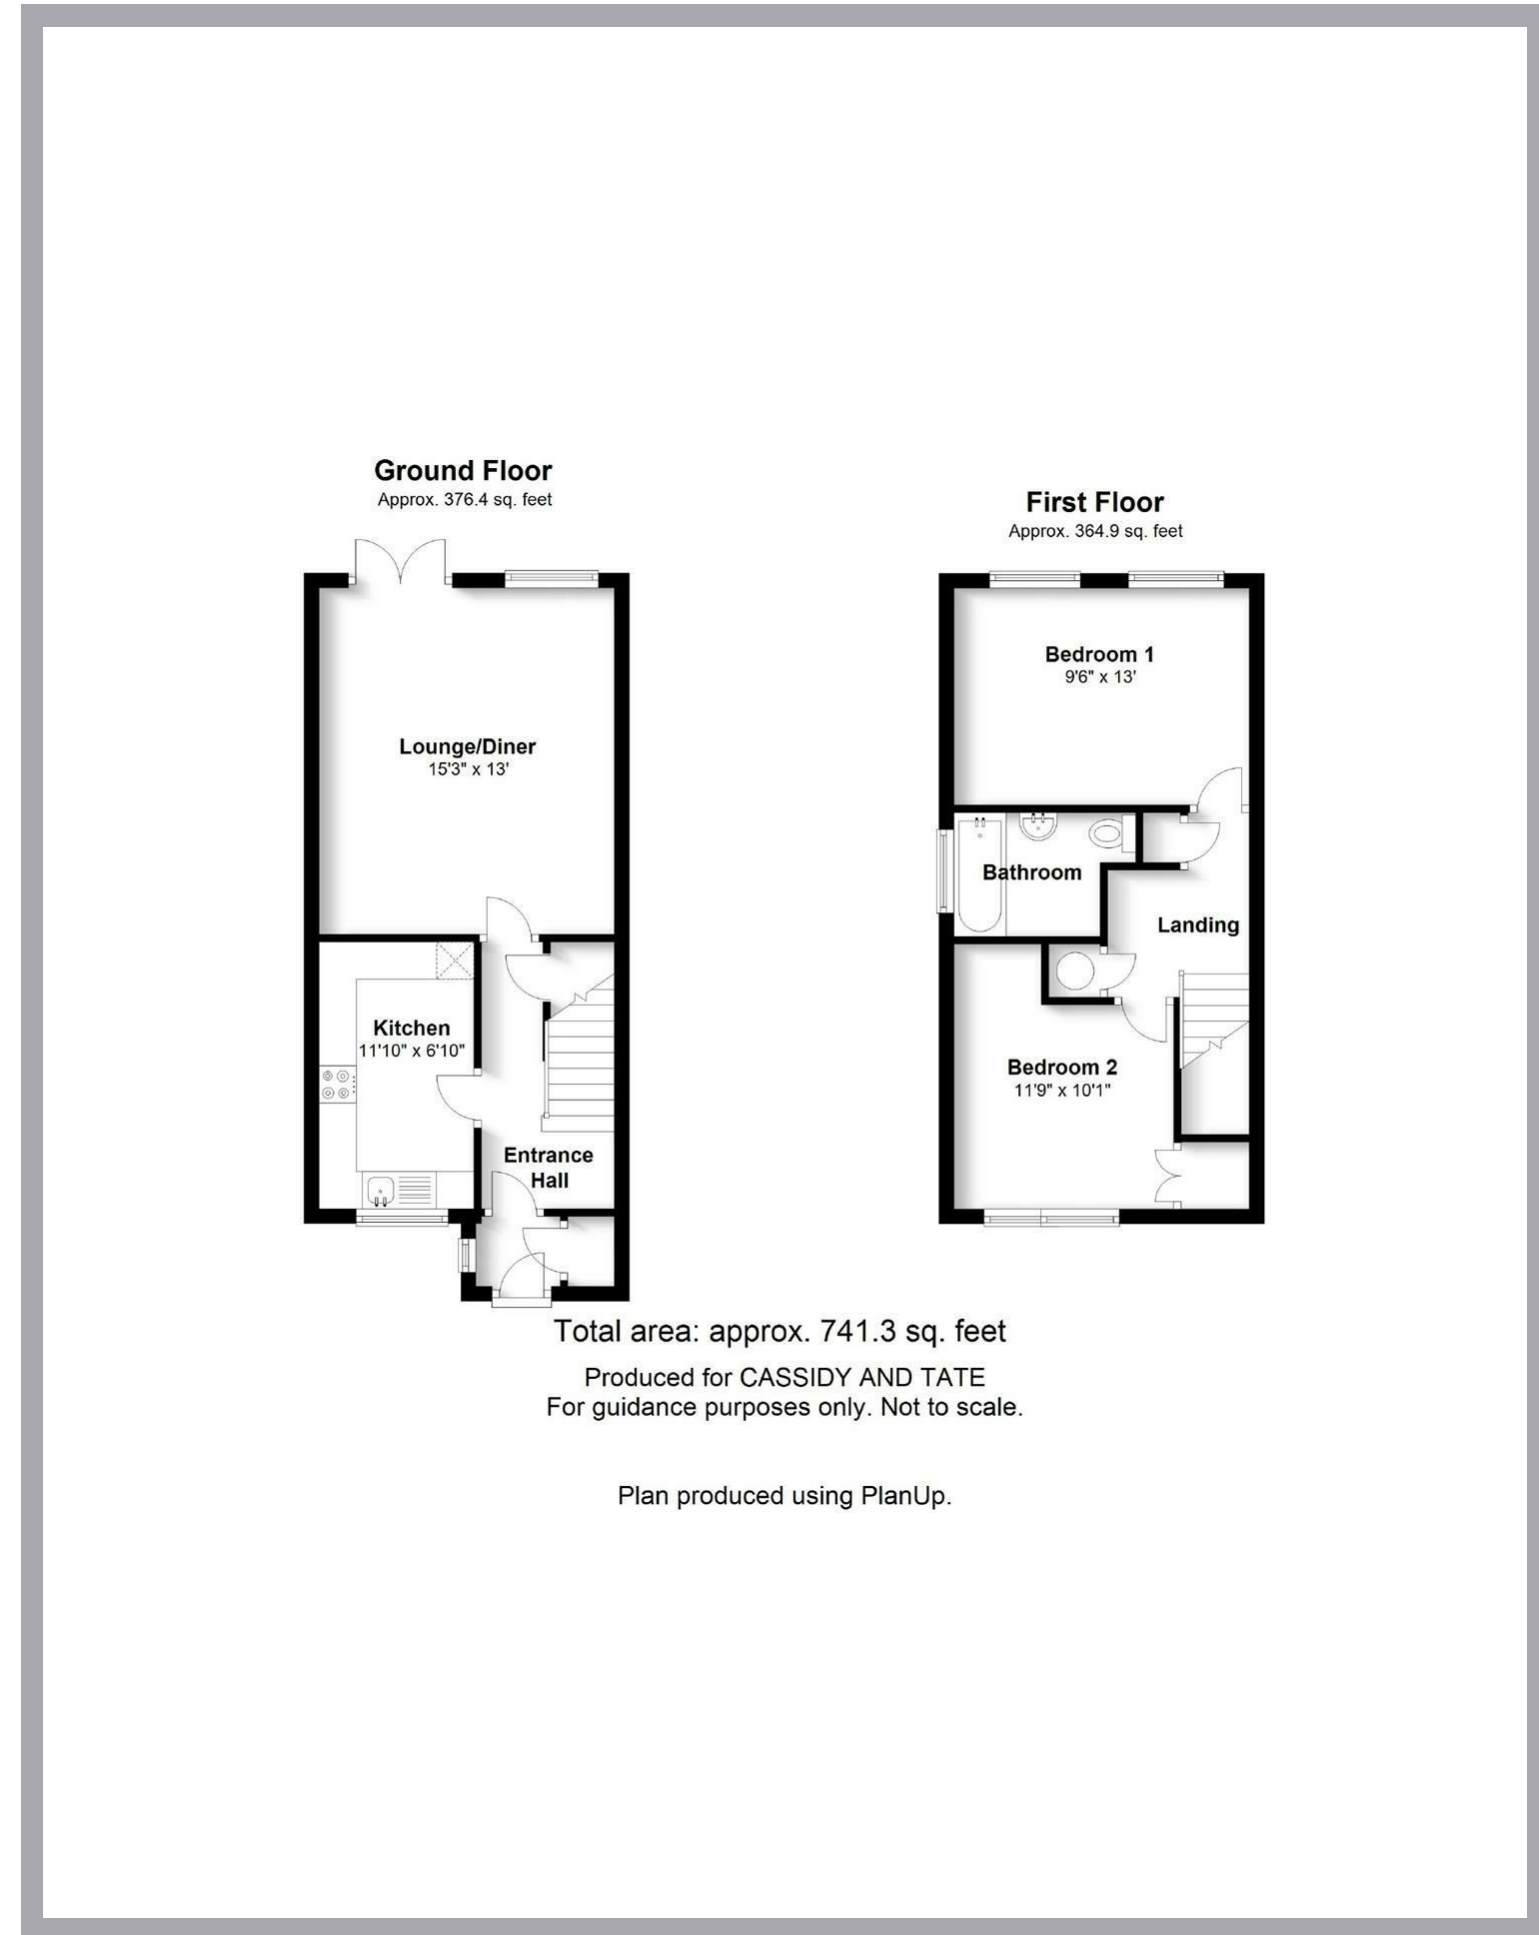 Ground Floor
Approx. 376.4 sq. feet
Lounge/Diner
15'3" x 13'
Kitchen
11'10" x 6'10"
Entrance
Hall
First Floor
Approx. 364.9 sq. feet
Bedroom 1
9'6" x 13'
Bathroom
Landing
Bedroom 2
11'9" x 10'1"
Total area: approx. 741.3 sq. feet
Produced for CASSIDY AND TATE
For guidance purposes only. Not to scale.
Plan produced using PlanUp.